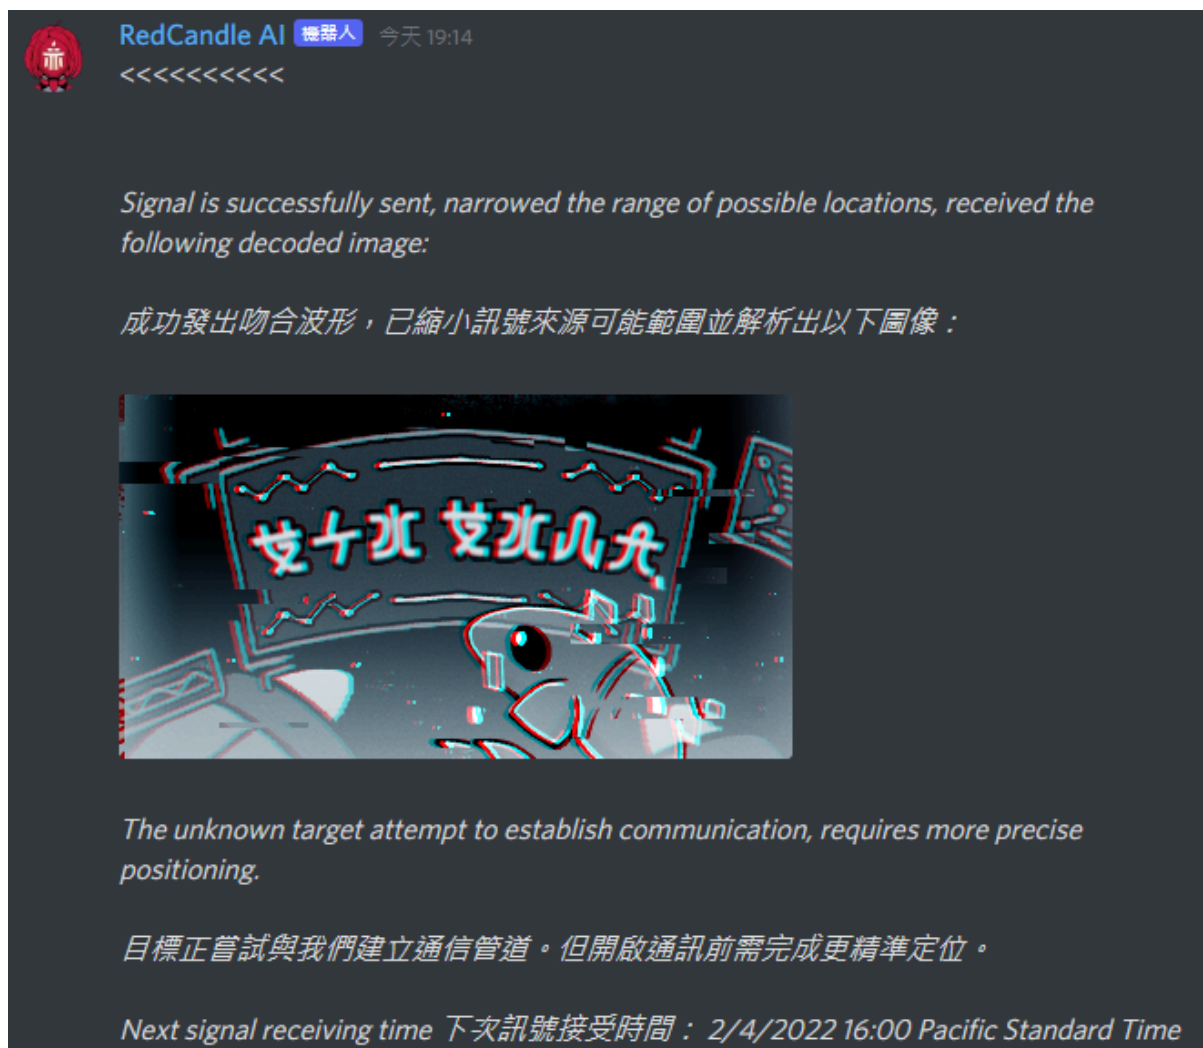 RedCandle AI 機器人 今天 19:14
<<<<<<<<<<
Signal is successfully sent, narrowed the range of possible locations, received the
following decoded image:
成功發出吻合波形，已縮小訊號來源可能範圍並解析出以下圖像：
The unknown target attempt to establish communication, requires more precise
positioning.
目標正嘗試與我們建立通信管道。但開啟通訊前需完成更精準定位。
Next signal receiving time 下次訊號接受時間： 2/4/2022 16:00 Pacific Standard Time